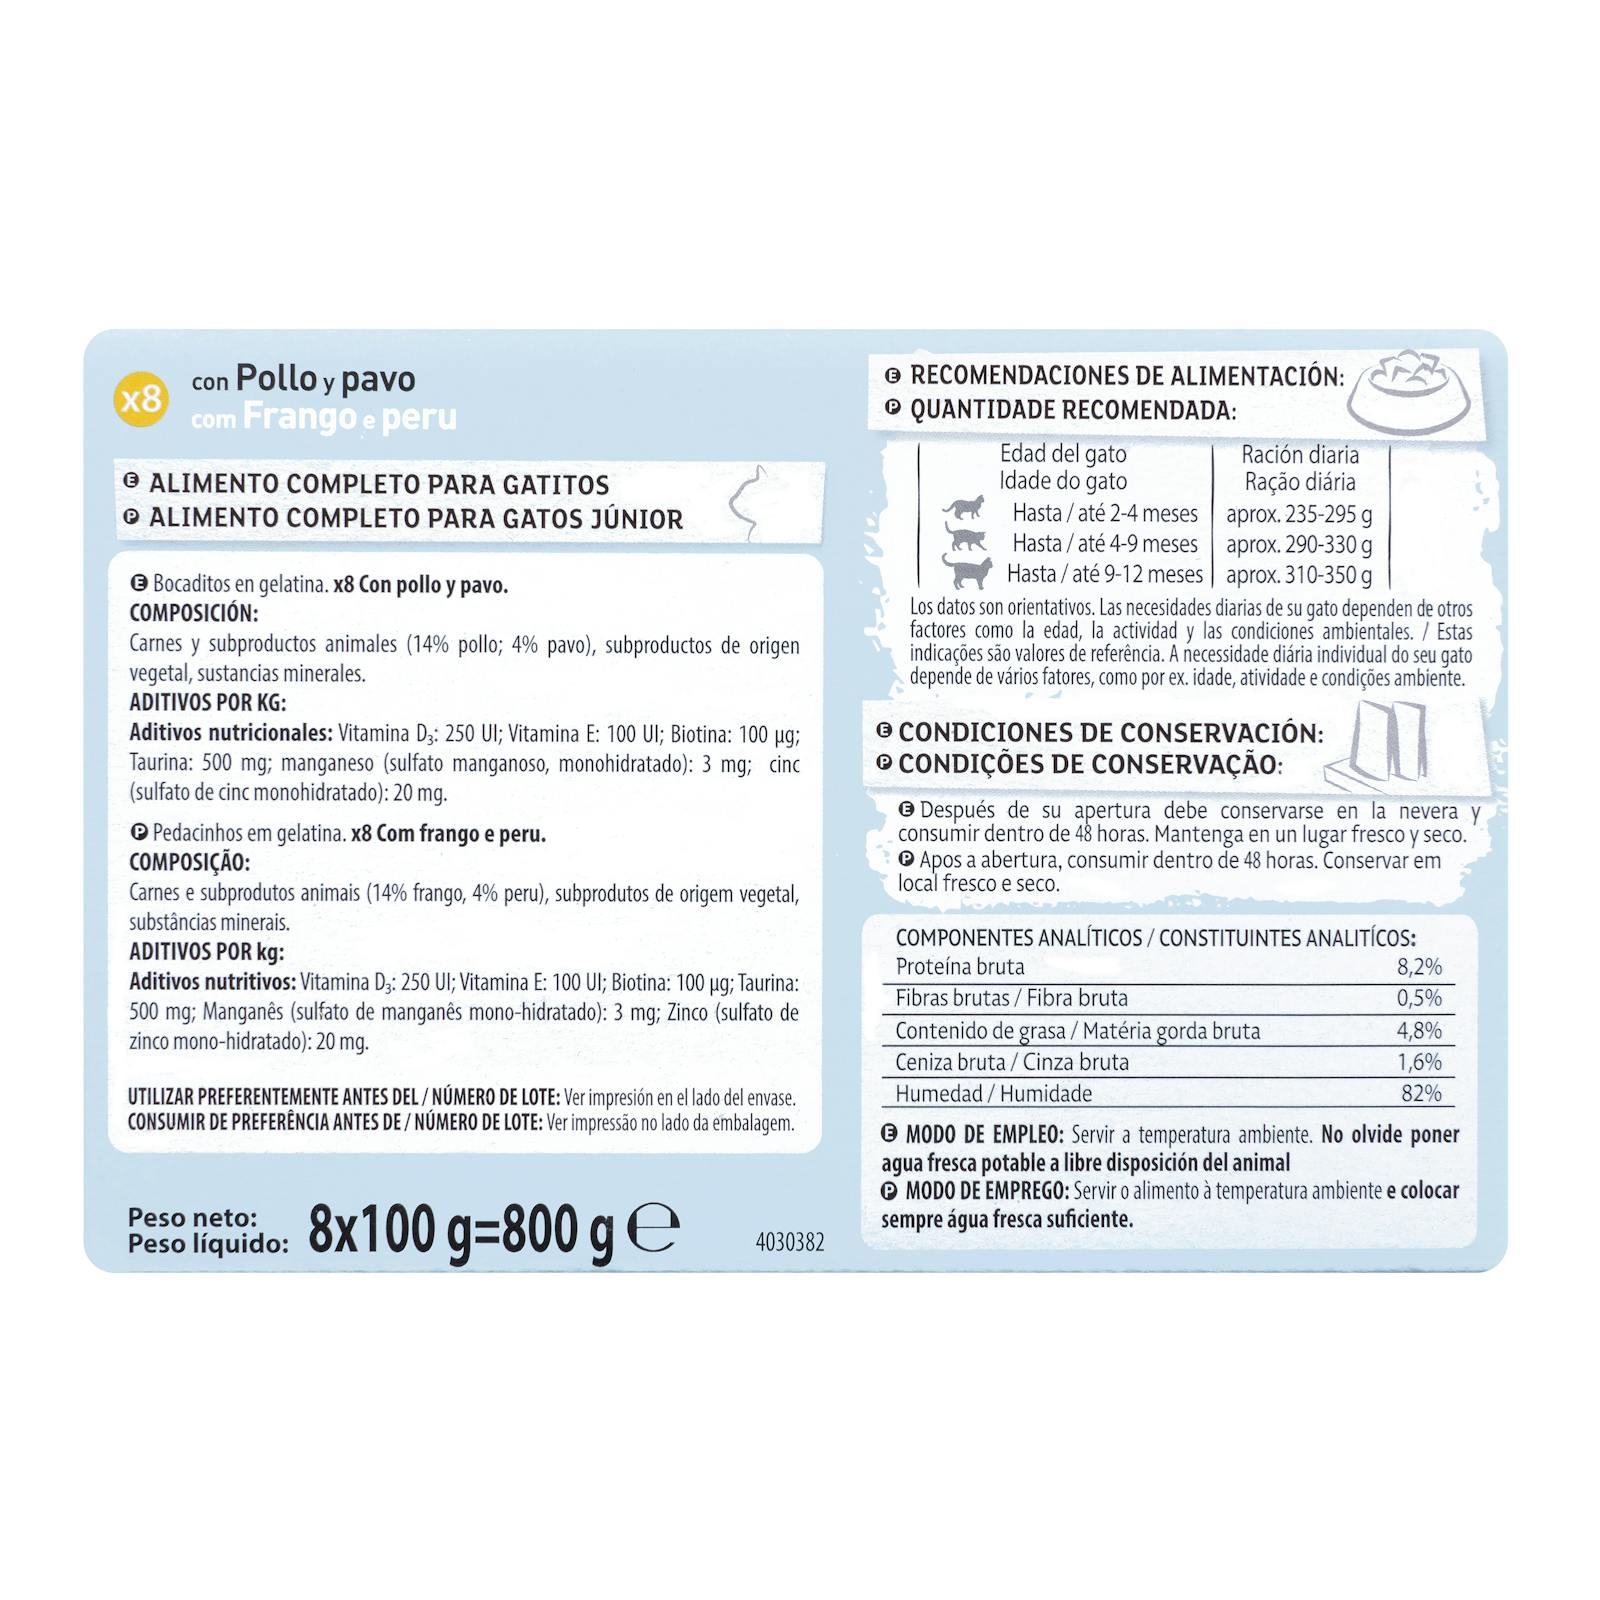 x8
con Pollo y pavo
com Frango e peru
E ALIMENTO COMPLETO PARA GATITOS
P ALIMENTO COMPLETO PARA GATOS JÚNIOR
E Bocaditos en gelatina. x8 Con pollo y pavo.
COMPOSICIÓN:
Carnes y subproductos animales (14% pollo; 4% pavo), subproductos de origen
vegetal, sustancias minerales.
ADITIVOS POR KG:
Aditivos nutricionales: Vitamina D₃: 250 UI; Vitamina E: 100 UI; Biotina: 100 µg;
Taurina: 500 mg; manganeso (sulfato manganoso, monohidratado): 3 mg; cinc
(sulfato de cinc monohidratado): 20 mg.
P Pedacinhos em gelatina. x8 Com frango e peru.
COMPOSIÇÃO:
Carnes e subprodutos animais (14% frango, 4% peru), subprodutos de origem vegetal,
substâncias minerais.
ADITIVOS POR kg:
Aditivos nutritivos: Vitamina D₃: 250 UI; Vitamina E: 100 UI; Biotina: 100 µg; Taurina:
500 mg; Manganês (sulfato de manganês mono-hidratado): 3 mg; Zinco (sulfato de
zinco mono-hidratado): 20 mg.
UTILIZAR PREFERENTEMENTE ANTES DEL / NÚMERO DE LOTE: Ver impresión en el lado del envase.
CONSUMIR DE PREFERÊNCIA ANTES DE / NÚMERO DE LOTE: Ver impressão no lado da embalagem.
Peso neto:
Peso líquido:
8x100 g=800 g ℮
4030382
E RECOMENDACIONES DE ALIMENTACIÓN:
P QUANTIDADE RECOMENDADA:
Edad del gato Ración diaria
Idade do gato Ração diária
Hasta / até 2-4 meses aprox. 235-295 g
Hasta / até 4-9 meses aprox. 290-330 g
Hasta / até 9-12 meses aprox. 310-350 g
Los datos son orientativos. Las necesidades diarias de su gato dependen de otros
factores como la edad, la actividad y las condiciones ambientales. / Estas
indicações são valores de referência. A necessidade diária individual do seu gato
depende de vários fatores, como por ex. idade, atividade e condições ambiente.
E CONDICIONES DE CONSERVACIÓN:
P CONDIÇÕES DE CONSERVAÇÃO:
E Después de su apertura debe conservarse en la nevera y
consumir dentro de 48 horas. Mantenga en un lugar fresco y seco.
P Apos a abertura, consumir dentro de 48 horas. Conservar em
local fresco e seco.
COMPONENTES ANALÍTICOS / CONSTITUINTES ANALITÍCOS:
Proteína bruta 8,2%
Fibras brutas / Fibra bruta 0,5%
Contenido de grasa / Matéria gorda bruta 4,8%
Ceniza bruta / Cinza bruta 1,6%
Humedad / Humidade 82%
E MODO DE EMPLEO: Servir a temperatura ambiente. No olvide poner
agua fresca potable a libre disposición del animal
P MODO DE EMPREGO: Servir o alimento à temperatura ambiente e colocar
sempre água fresca suficiente.